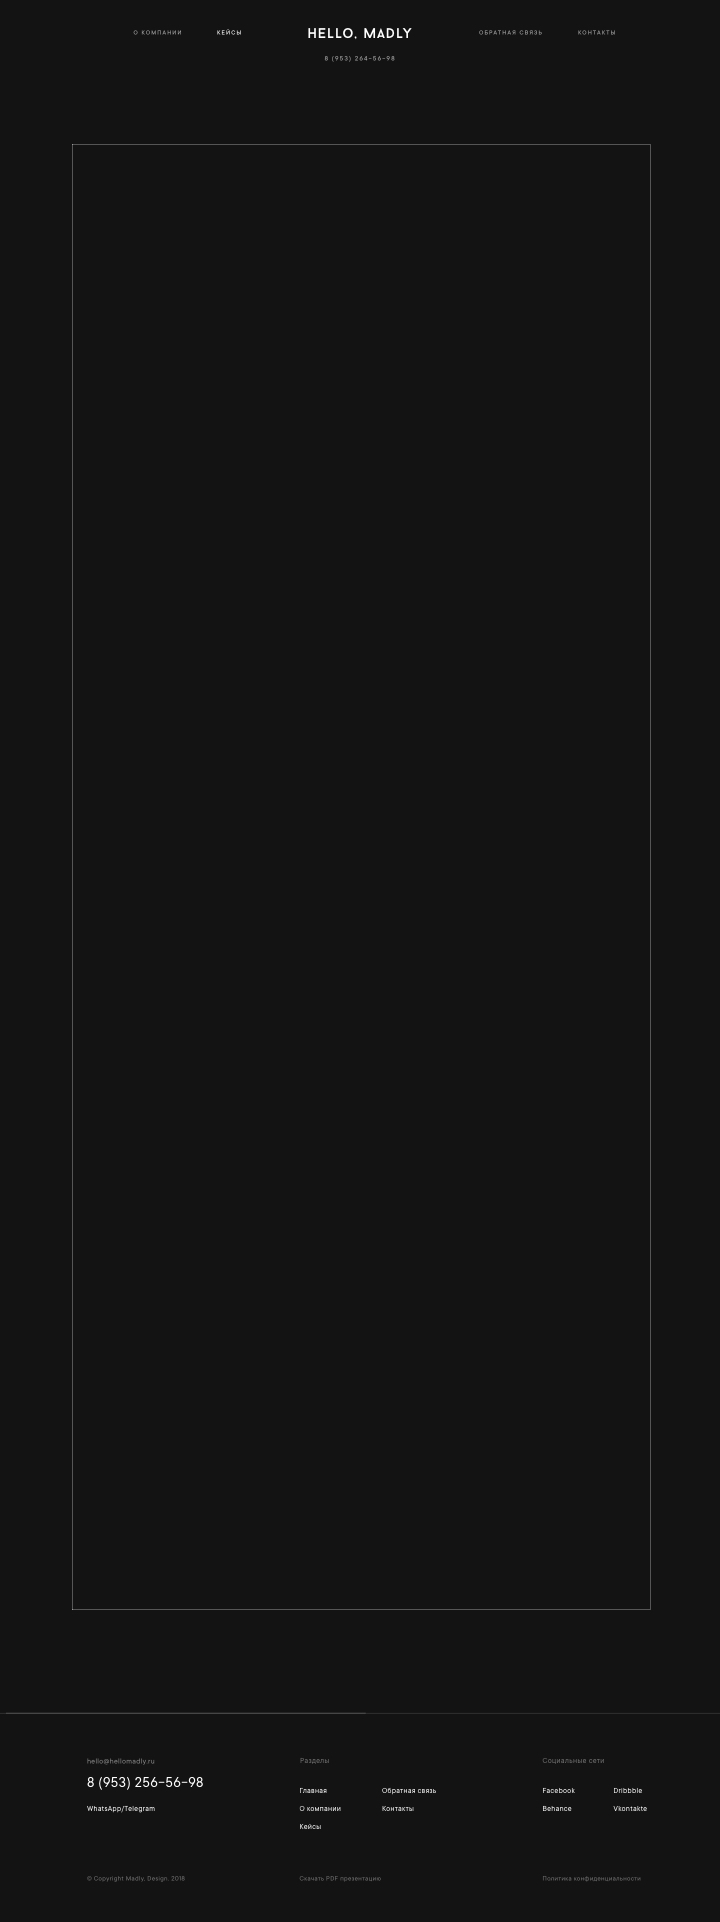 О КОМПАНИИ КЕЙСЫ HELLO, MADLY ОБРАТНАЯ СВЯЗЬ КОНТАКТЫ
8 (953) 264-56-98
hello@hellomadly.ru
8 (953) 256-56-98
WhatsApp/Telegram
Разделы
Главная Обратная связь
О компании Контакты
Кейсы
Социальные сети
Facebook Dribbble
Behance Vkontakte
© Copyright Madly. Design. 2018 Скачать PDF презентацию Политика конфиденциальности